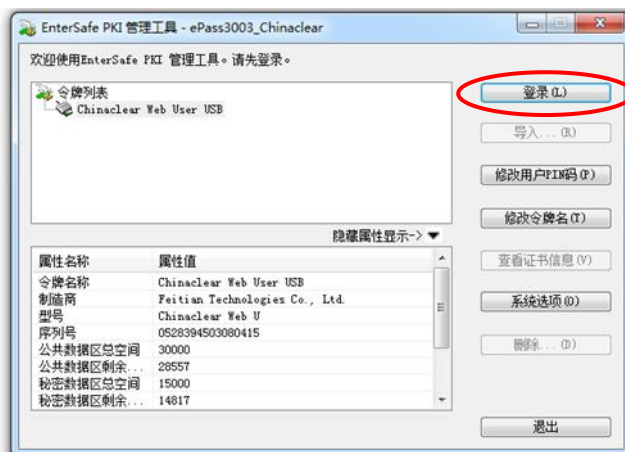 EnterSafe PKI 管理工具 - ePass3003_Chinaclear
欢迎使用EnterSafe PKI 管理工具。请先登录。
令牌列表
Chinaclear Web User USB
登录(L)
导入... (R)
修改用户PIN码(P)
修改令牌名(T)
隐藏属性显示->
查看证书信息(V)
系统选项(O)
删除... (D)
退出
属性名称 属性值
令牌名称 Chinaclear Web User USB
制造商 Feitian Technologies Co., Ltd.
型号 Chinaclear Web U
序列号 0528394503080415
公共数据区总空间 30000
公共数据区剩余... 28557
秘密数据区总空间 15000
秘密数据区剩余... 14817